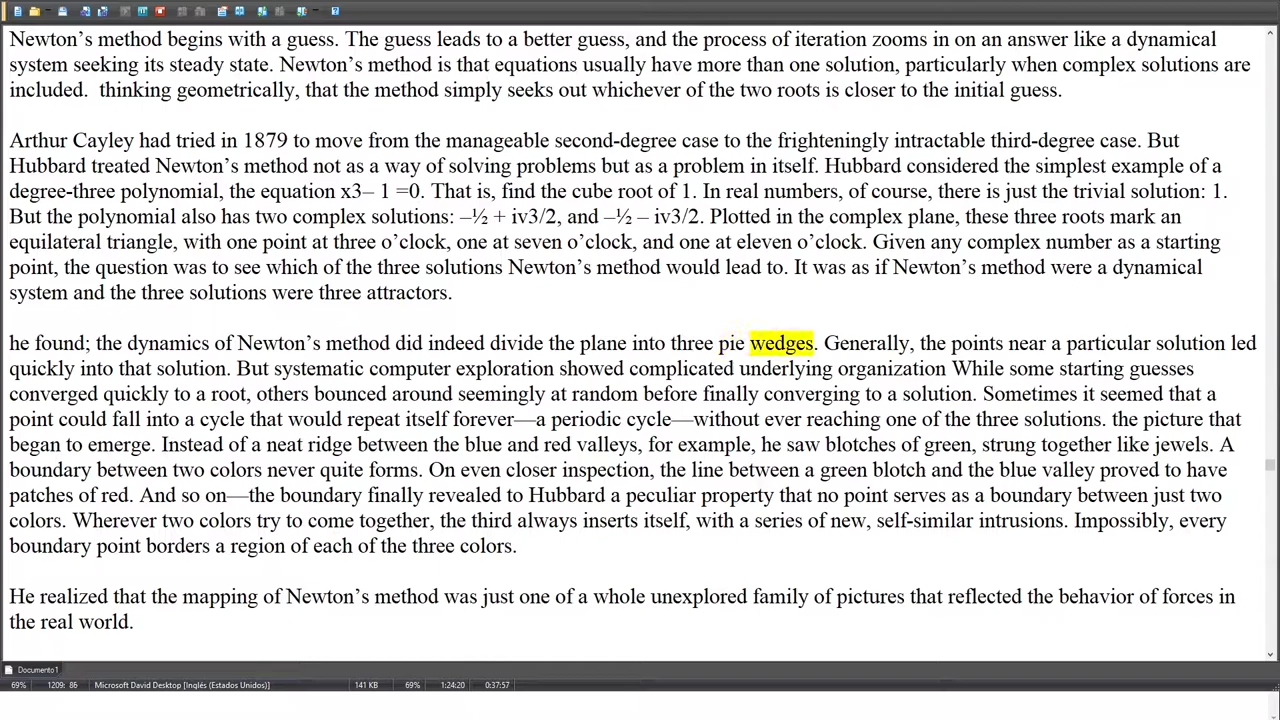 Newton’s method begins with a guess. The guess leads to a better guess, and the process of iteration zooms in on an answer like a dynamical
system seeking its steady state. Newton’s method is that equations usually have more than one solution, particularly when complex solutions are
included.  thinking geometrically, that the method simply seeks out whichever of the two roots is closer to the initial guess.
Arthur Cayley had tried in 1879 to move from the manageable second-degree case to the frighteningly intractable third-degree case. But
Hubbard treated Newton’s method not as a way of solving problems but as a problem in itself. Hubbard considered the simplest example of a
degree-three polynomial, the equation x3– 1 =0. That is, find the cube root of 1. In real numbers, of course, there is just the trivial solution: 1.
But the polynomial also has two complex solutions: –½ + iv3/2, and –½ – iv3/2. Plotted in the complex plane, these three roots mark an
equilateral triangle, with one point at three o’clock, one at seven o’clock, and one at eleven o’clock. Given any complex number as a starting
point, the question was to see which of the three solutions Newton’s method would lead to. It was as if Newton’s method were a dynamical
system and the three solutions were three attractors.
he found; the dynamics of Newton’s method did indeed divide the plane into three pie wedges. Generally, the points near a particular solution led
quickly into that solution. But systematic computer exploration showed complicated underlying organization While some starting guesses
converged quickly to a root, others bounced around seemingly at random before finally converging to a solution. Sometimes it seemed that a
point could fall into a cycle that would repeat itself forever—a periodic cycle—without ever reaching one of the three solutions. the picture that
began to emerge. Instead of a neat ridge between the blue and red valleys, for example, he saw blotches of green, strung together like jewels. A
boundary between two colors never quite forms. On even closer inspection, the line between a green blotch and the blue valley proved to have
patches of red. And so on—the boundary finally revealed to Hubbard a peculiar property that no point serves as a boundary between just two
colors. Wherever two colors try to come together, the third always inserts itself, with a series of new, self-similar intrusions. Impossibly, every
boundary point borders a region of each of the three colors.
He realized that the mapping of Newton’s method was just one of a whole unexplored family of pictures that reflected the behavior of forces in
the real world.
Documento1
69% 1209: 86 Microsoft David Desktop [Inglés (Estados Unidos)] 141 KB 69% 1:24:20 0:37:57